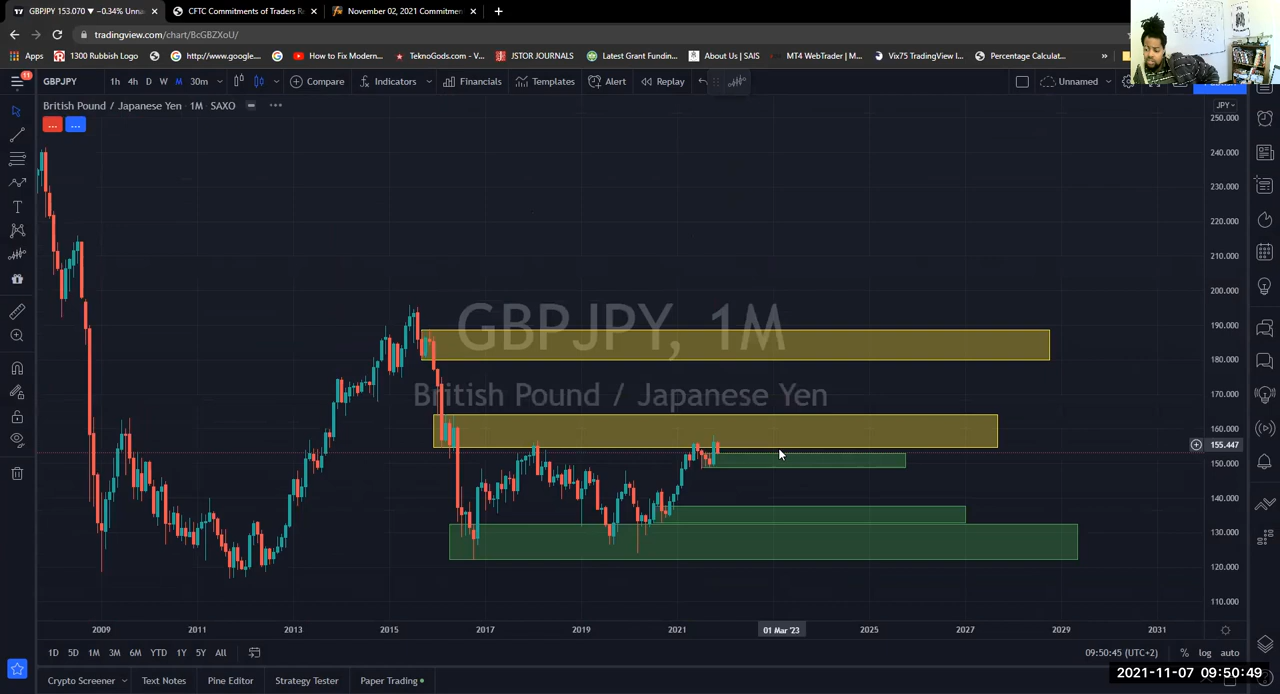 GBPJPY 153.070 ▼ −0.34% Unna
CFTC Commitments of Traders Re
November 02, 2021 Commitment
tradingview.com/chart/BcGBZXoU/
Apps
1300 Rubbish Logo
http://www.google...
How to Fix Modern...
TeknoGods.com - V...
JSTOR JOURNALS
Latest Grant Fundin...
About Us | SAIS
MT4 WebTrader | M...
Vix75 TradingView I...
Percentage Calculat...
11
GBPJPY
1h 4h D W M 30m
Compare
Indicators
Financials
Templates
Alert
Replay
Unnamed
British Pound / Japanese Yen · 1M SAXO
JPY
250.000
240.000
230.000
220.000
210.000
200.000
190.000
180.000
170.000
160.000
155.447
150.000
140.000
130.000
120.000
110.000
GBPJPY, 1M
British Pound / Japanese Yen
2009 2011 2013 2015 2017 2019 2021 01 Mar '23 2025 2027 2029 2031
1D 5D 1M 3M 6M YTD 1Y 5Y All
09:50:45 (UTC+2)
% log auto
Crypto Screener
Text Notes
Pine Editor
Strategy Tester
Paper Trading
2021-11-07 09:50:49